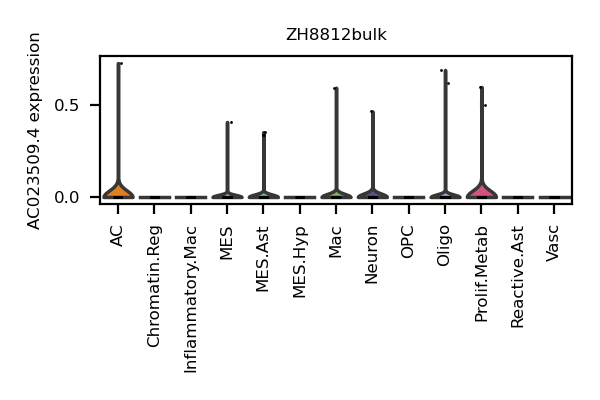 ZH8812bulk
AC023509.4 expression
0.5
0.0
AC
Chromatin.Reg
Inflammatory.Mac
MES
MES.Ast
MES.Hyp
Mac
Neuron
OPC
Oligo
Prolif.Metab
Reactive.Ast
Vasc